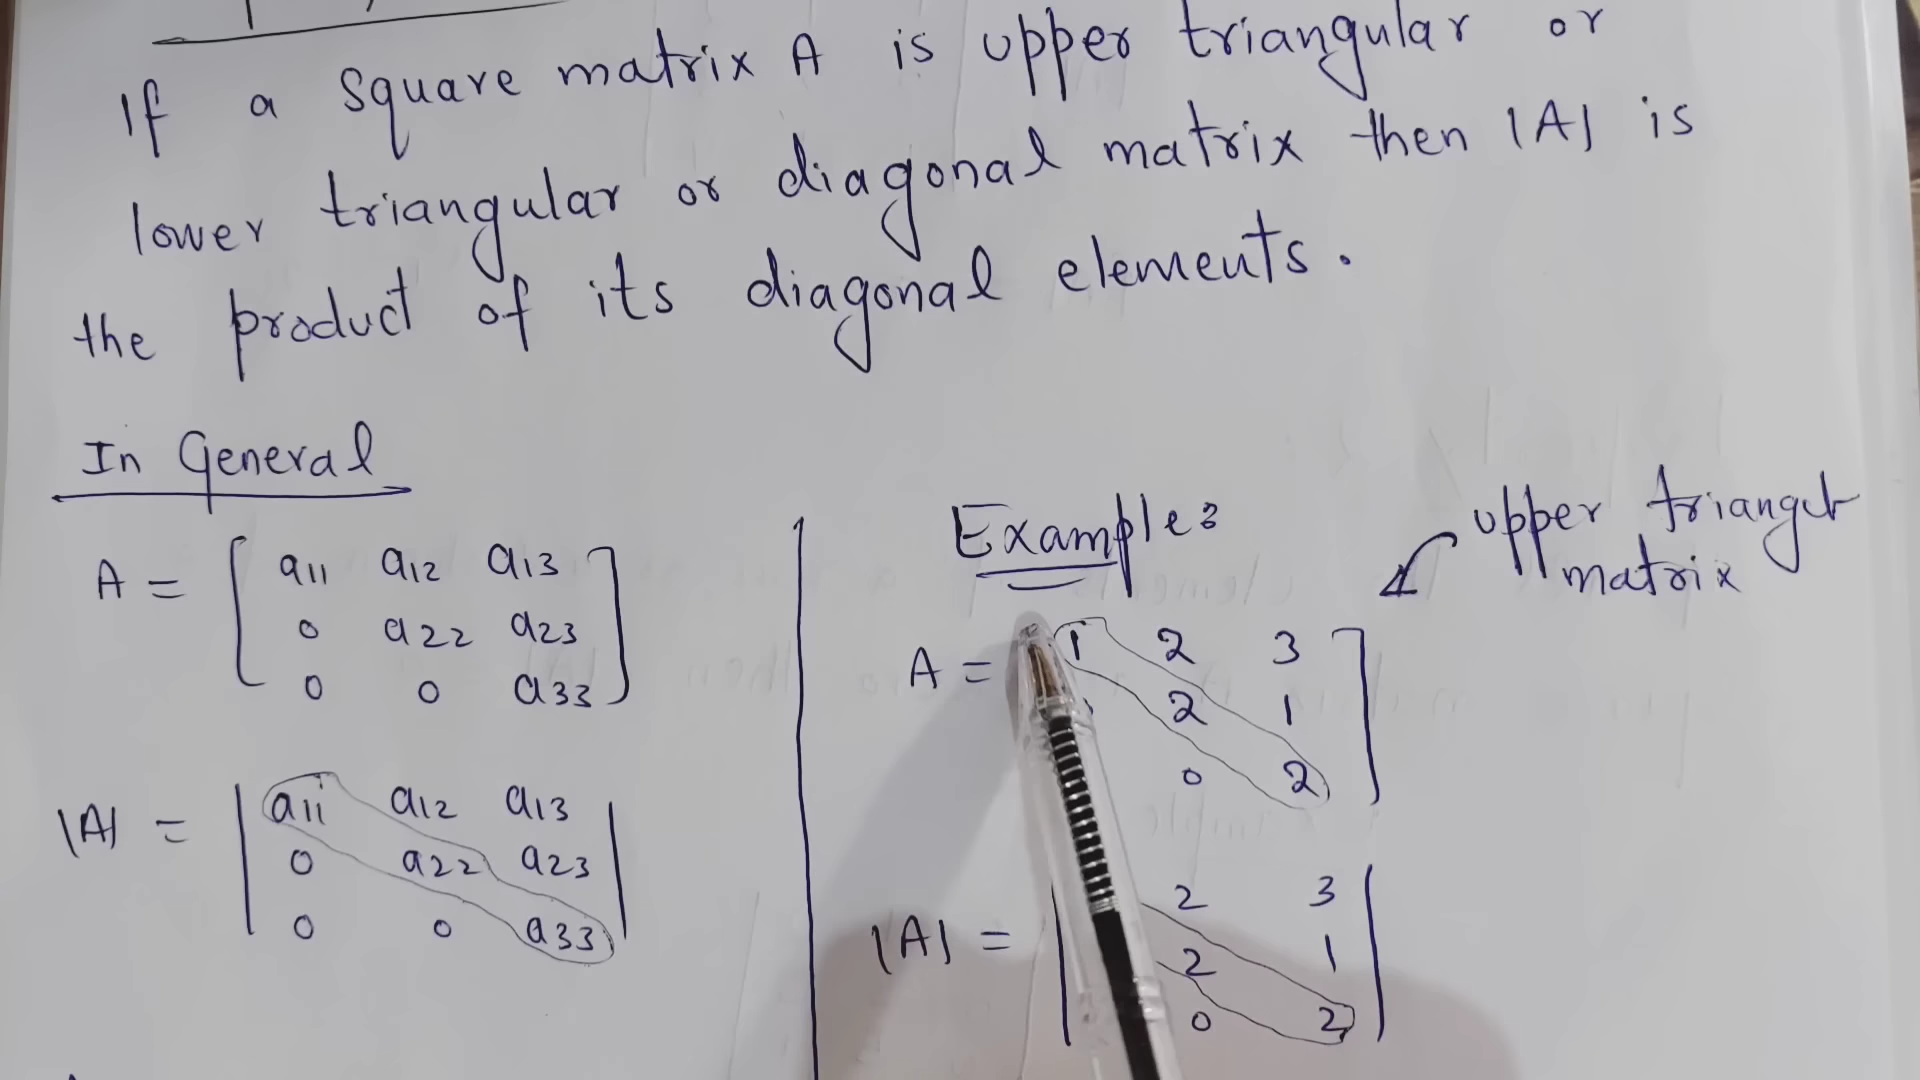 If a square matrix A is upper triangular or
lower triangular or diagonal matrix then |A| is
the product of its diagonal elements.
In General
A = [ a11 a12 a13
0 a22 a23
0 0 a33 ]
|A| = | a11 a12 a13
0 a22 a23
0 0 a33 |
Example:
upper
matrix
A = 1 2 3 ]
2 1
0 2
|A| = | 2 3 |
2 1
0 2